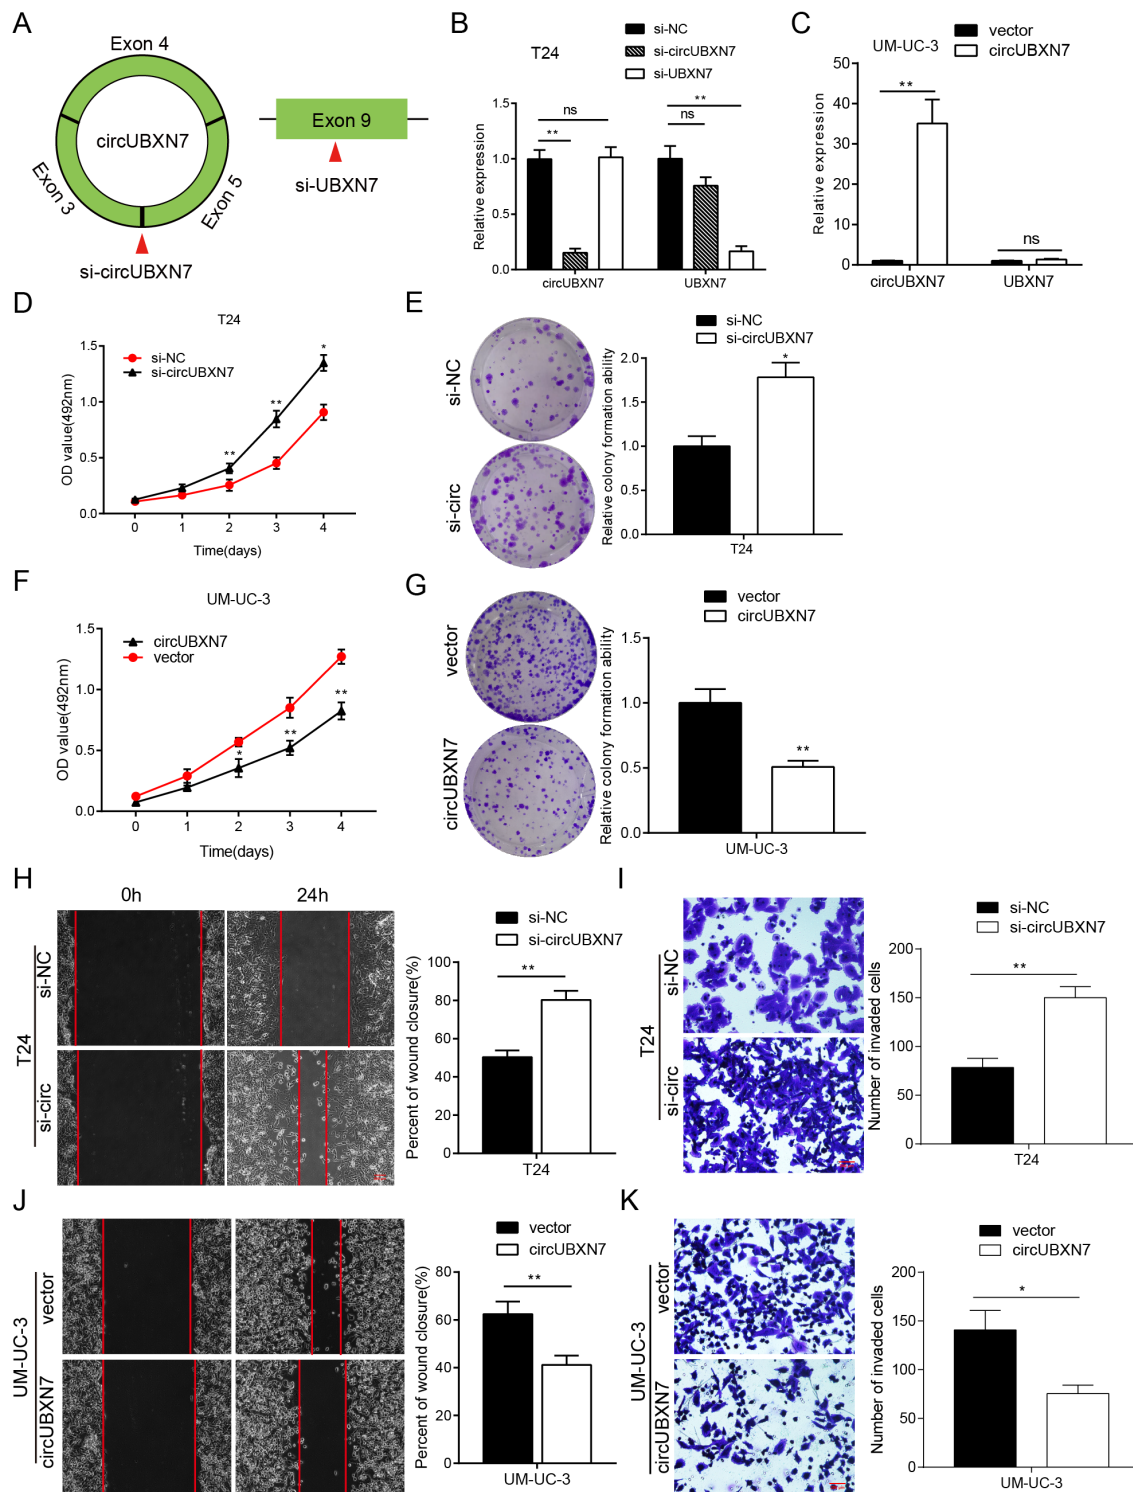 A
Exon 4
circUBXN7
Exon 3
Exon 5
si-circUBXN7
Exon 9
si-UBXN7
B
T24
si-NC
si-circUBXN7
si-UBXN7
Relative expression
1.5
1.0
0.5
0.0
ns
**
**
ns
circUBXN7
UBXN7
C
UM-UC-3
vector
circUBXN7
Relative expression
50
40
30
20
10
0
**
ns
circUBXN7
UBXN7
D
T24
si-NC
si-circUBXN7
OD value(492nm)
1.5
1.0
0.5
0.0
**
**
*
0 1 2 3 4
Time(days)
E
si-NC
si-circ
si-NC
si-circUBXN7
Relative colony formation ability
2.0
1.5
1.0
0.5
0.0
*
T24
F
UM-UC-3
circUBXN7
vector
OD value(492nm)
1.5
1.0
0.5
0.0
*
**
**
0 1 2 3 4
Time(days)
G
vector
circUBXN7
vector
circUBXN7
Relative colony formation ability
1.5
1.0
0.5
0.0
**
UM-UC-3
H
0h 24h
T24
si-NC
si-circ
si-NC
si-circUBXN7
Percent of wound closure(%)
100
80
60
40
20
0
**
T24
I
T24
si-NC
si-circ
si-NC
si-circUBXN7
Number of invaded cells
200
150
100
50
0
**
T24
J
UM-UC-3
vector
circUBXN7
vector
circUBXN7
Percent of wound closure(%)
80
60
40
20
0
**
UM-UC-3
K
UM-UC-3
vector
circUBXN7
vector
circUBXN7
Number of invaded cells
200
150
100
50
0
*
UM-UC-3